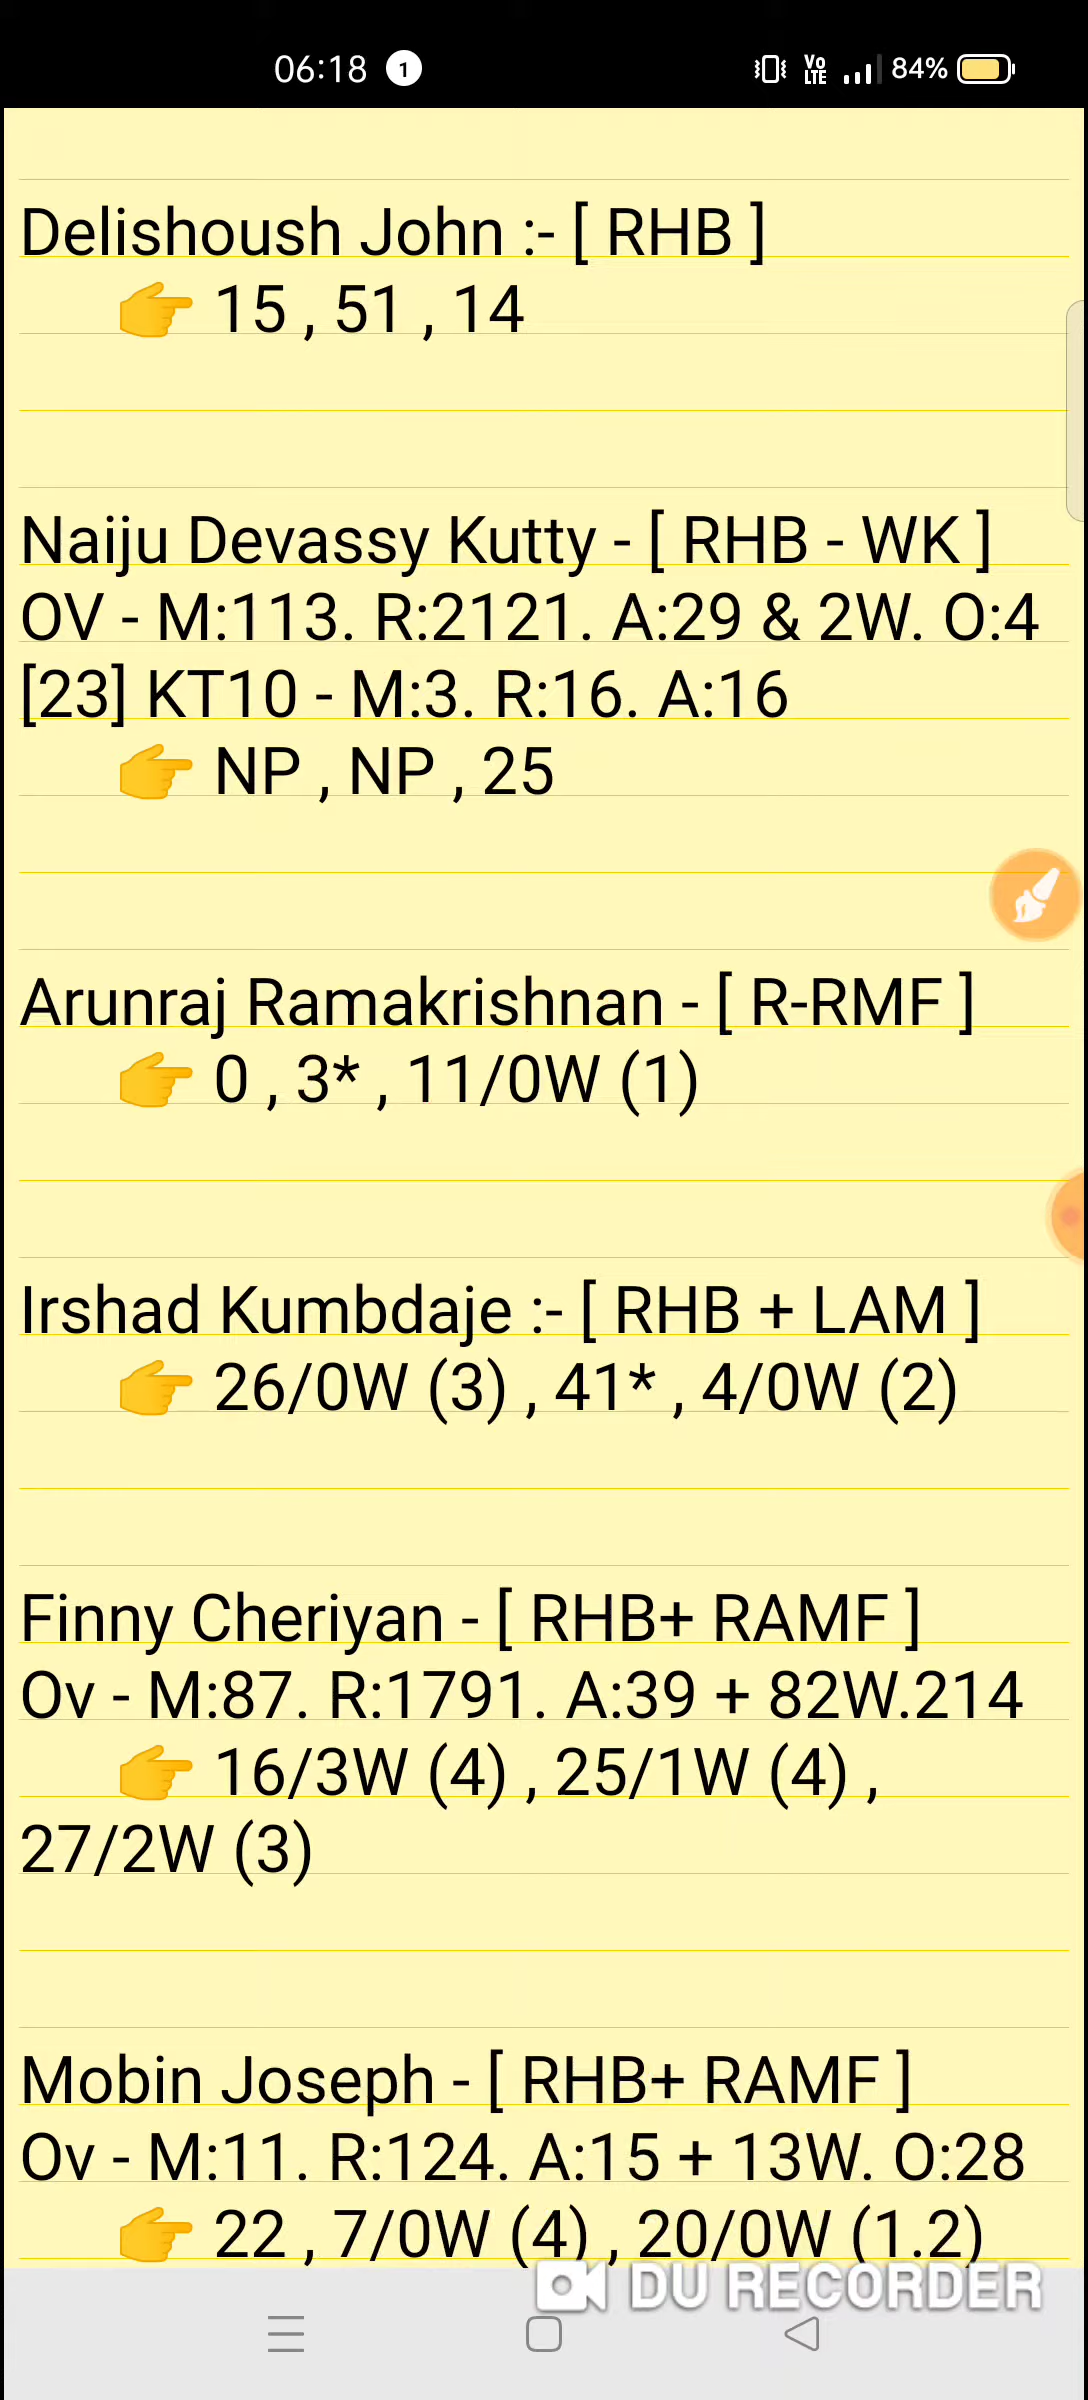 06:18 1 Vo LTE 84%
Delishoush John :- [ RHB ]
👉 15 , 51 , 14
Naiju Devassy Kutty - [ RHB - WK ]
OV - M:113. R:2121. A:29 & 2W. O:4
[23] KT10 - M:3. R:16. A:16
👉 NP , NP , 25
Arunraj Ramakrishnan - [ R-RMF ]
👉 0 , 3* , 11/0W (1)
Irshad Kumbdaje :- [ RHB + LAM ]
👉 26/0W (3) , 41* , 4/0W (2)
Finny Cheriyan - [ RHB+ RAMF ]
Ov - M:87. R:1791. A:39 + 82W.214
👉 16/3W (4) , 25/1W (4) ,
27/2W (3)
Mobin Joseph - [ RHB+ RAMF ]
Ov - M:11. R:124. A:15 + 13W. O:28
👉 22 , 7/0W (4) , 20/0W (1.2)
DU RECORDER